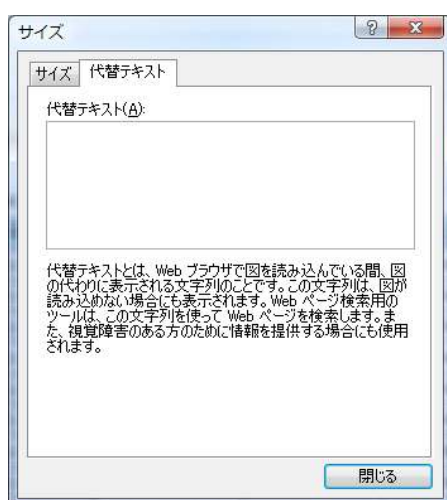 サイズ
サイズ
代替テキスト
代替テキスト(A):
代替テキストとは、Web ブラウザで図を読み込んでいる間、図
の代わりに表示される文字列のことです。この文字列は、図が
読み込めない場合にも表示されます。Web ページ検索用の
ツールは、この文字列を使って Web ページを検索します。ま
た、視覚障害のある方のために情報を提供する場合にも使用
されます。
閉じる